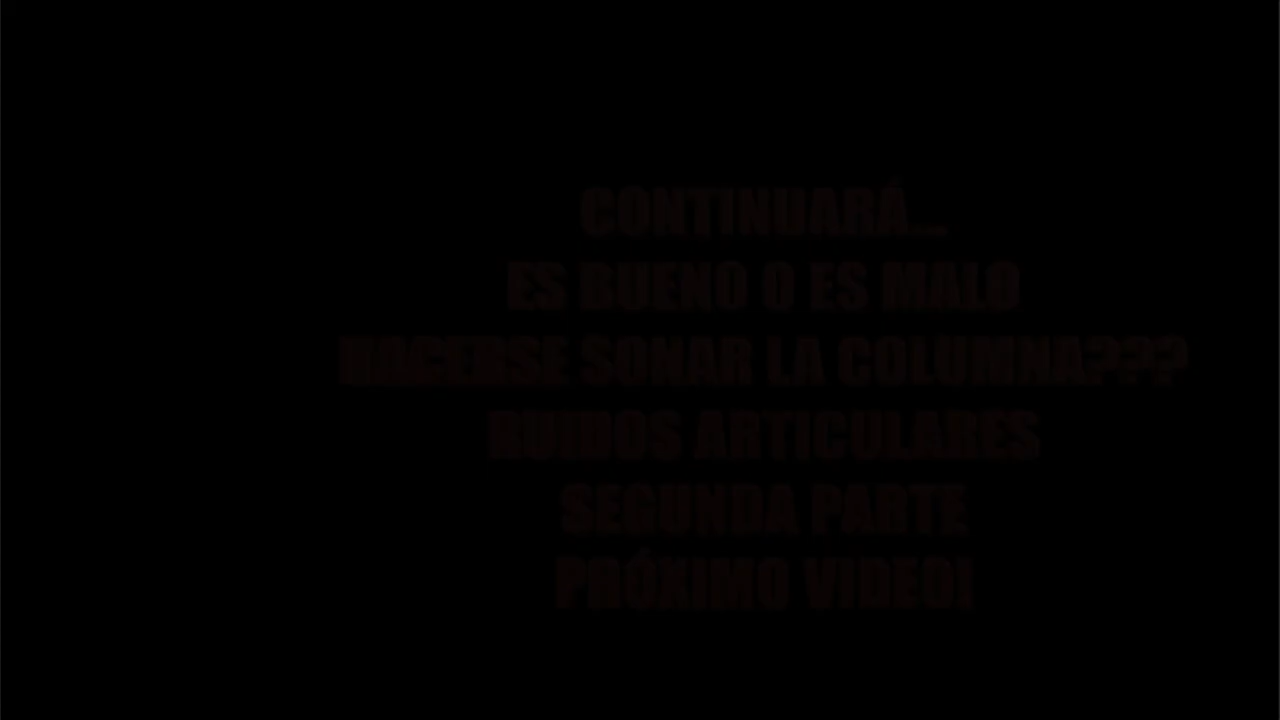 CONTINUARÁ...
ES BUENO O ES MALO
HACERSE SONAR LA COLUMNA???
RUIDOS ARTICULARES
SEGUNDA PARTE
PRÓXIMO VIDEO!